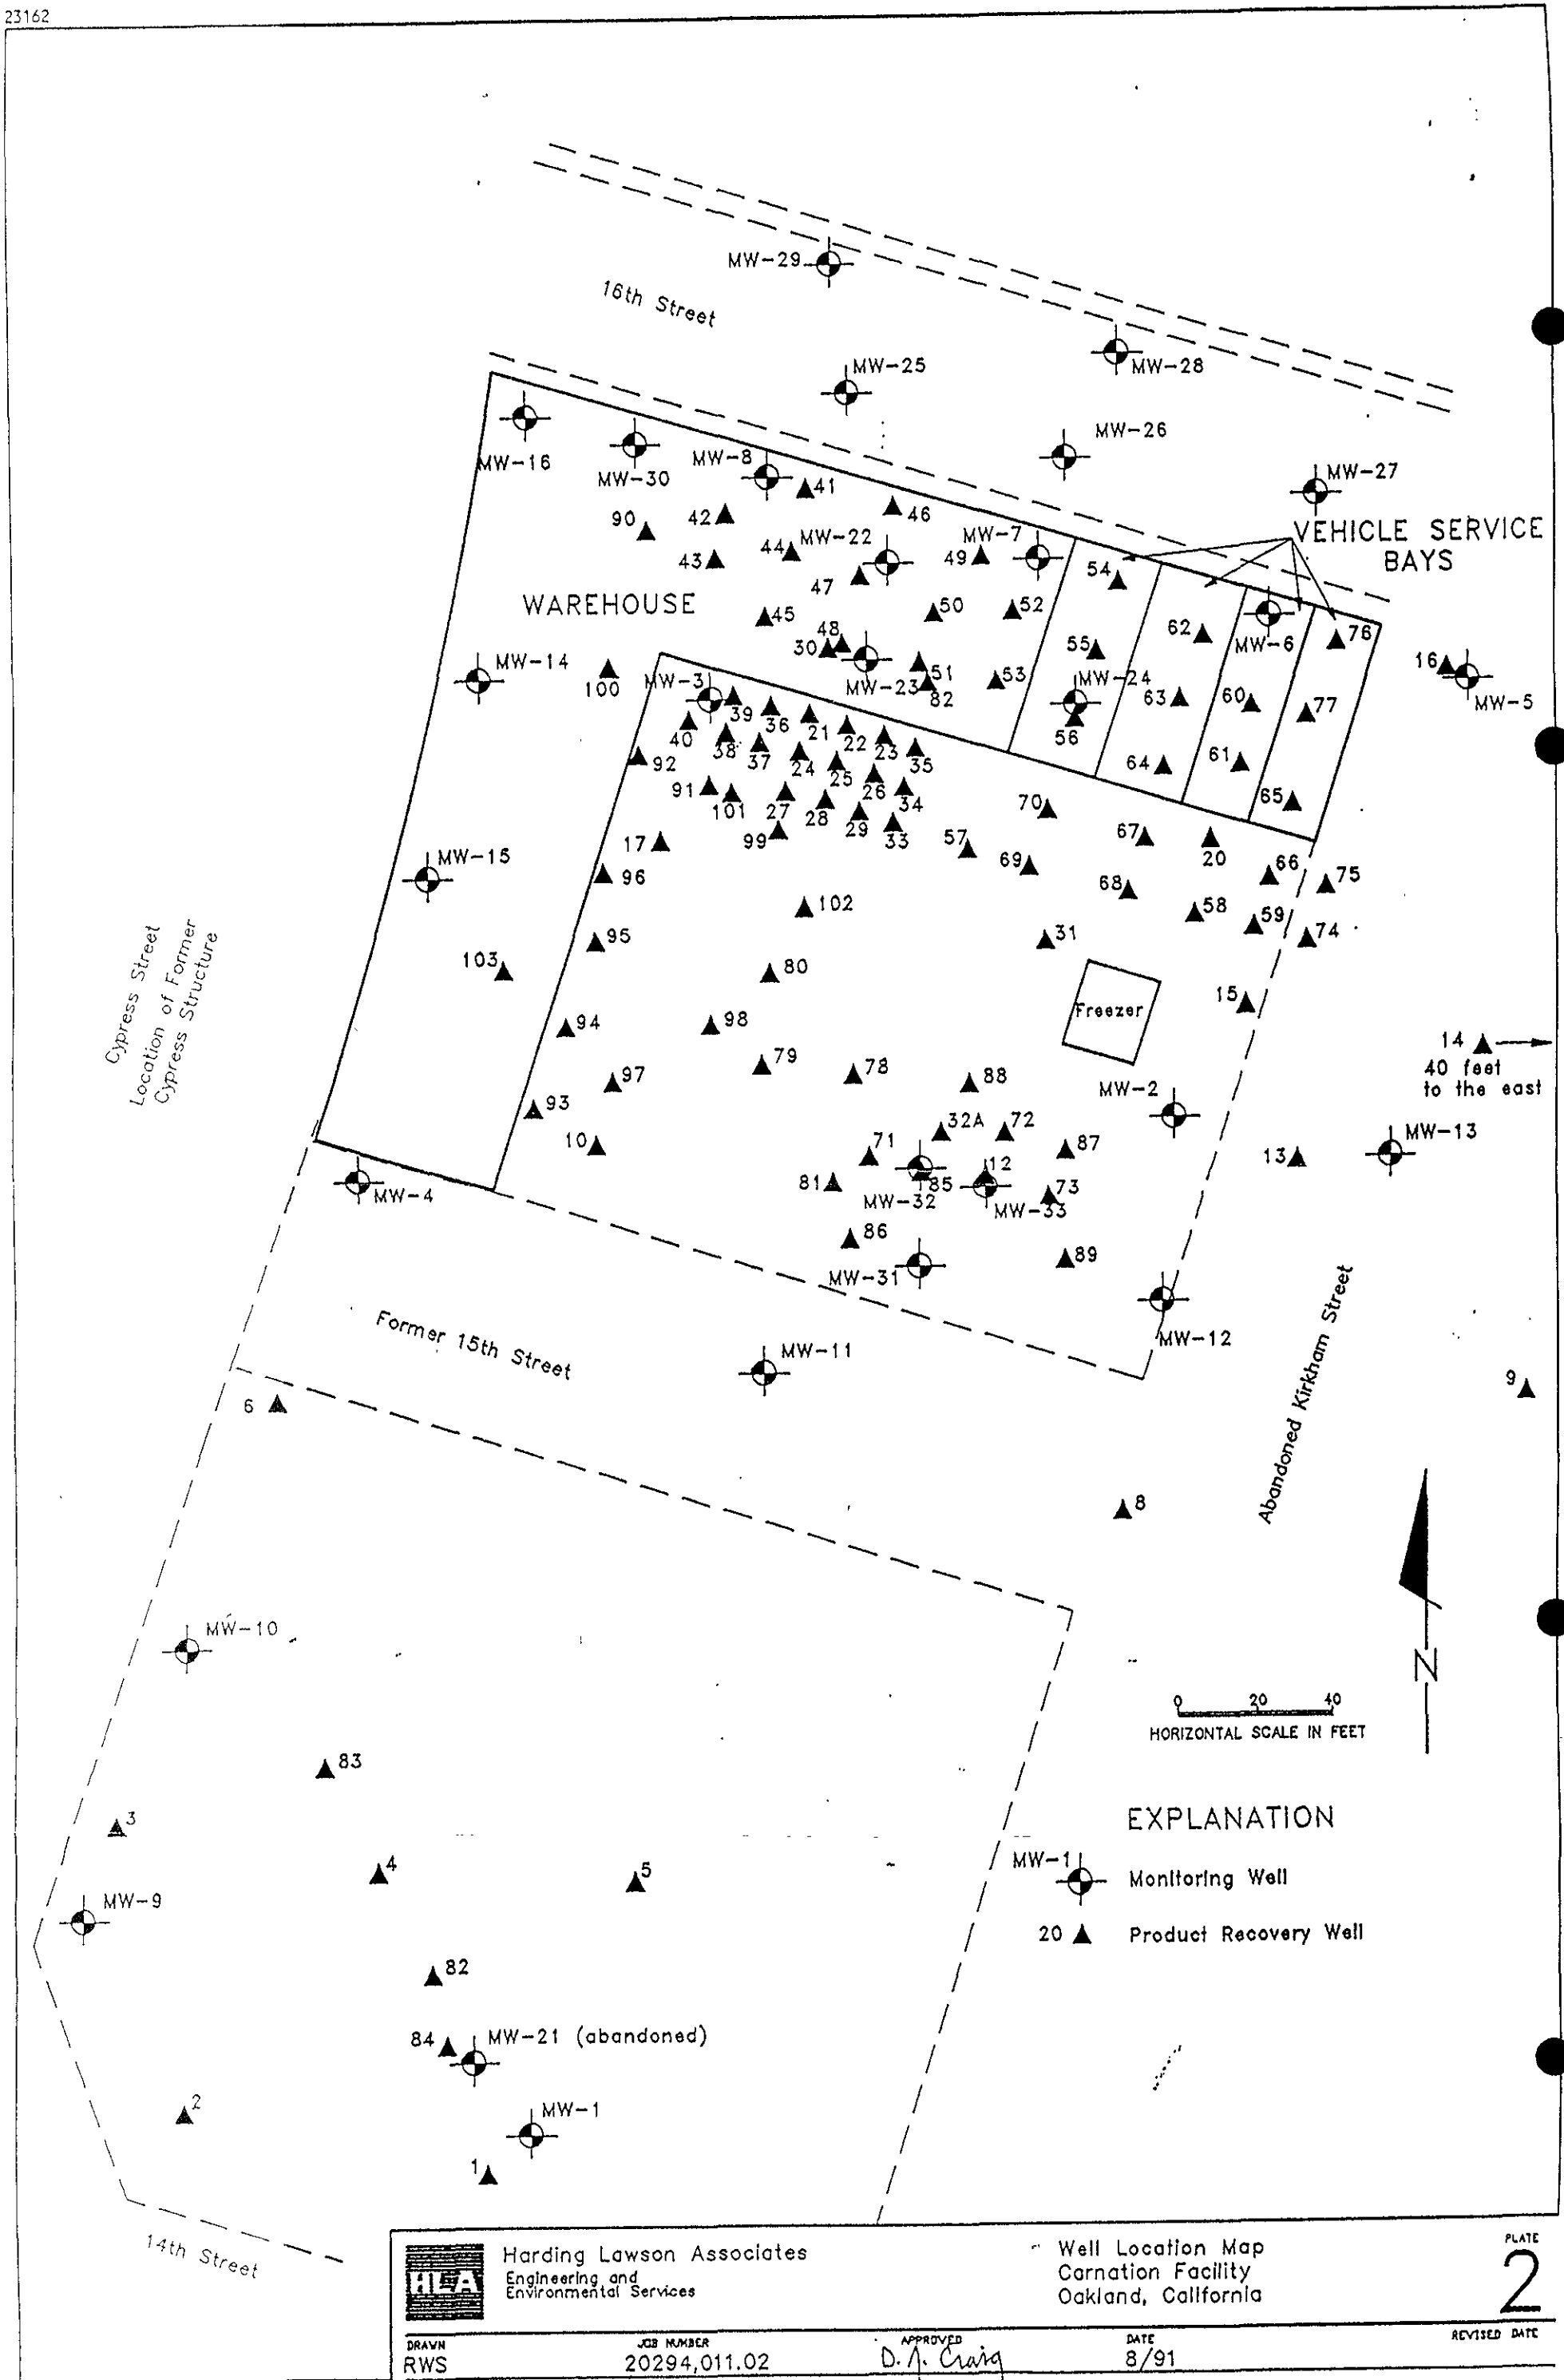 23162
MW-29
16th Street
MW-28
MW-25
MW-26
MW-27
MW-16
MW-30
MW-8
41
46
42
90
43
44
MW-22
MW-7
49
VEHICLE SERVICE
BAYS
54
47
WAREHOUSE
45
50
52
62
MW-6
76
48
30
55
51
MW-14
100
MW-3
MW-23
82
53
MW-24
16
MW-5
39
36
21
63
60
77
40
38
37
22
23
35
56
24
25
92
64
61
26
34
91
101
27
28
29
33
65
70
99
17
57
67
20
MW-15
96
69
66
75
68
102
58
59
74
95
31
103
80
Cypress Street
Location of Former
Cypress Structure
Freezer
15
94
98
14
40 feet
to the east
79
78
97
88
MW-2
93
32A
72
MW-13
10
71
87
13
12
81
85
MW-4
MW-32
MW-33
73
86
89
MW-31
MW-12
Former 15th Street
MW-11
Abandoned Kirkham Street
6
9
8
MW-10
N
0 20 40
HORIZONTAL SCALE IN FEET
83
3
EXPLANATION
4
5
MW-1
Monitoring Well
MW-9
20
Product Recovery Well
82
84
MW-21 (abandoned)
2
MW-1
1
14th Street
HLA
Harding Lawson Associates
Engineering and
Environmental Services
Well Location Map
Carnation Facility
Oakland, California
PLATE
2
DRAWN
RWS
JOB NUMBER
20294,011.02
APPROVED
D. A. Craig
DATE
8/91
REVISED DATE